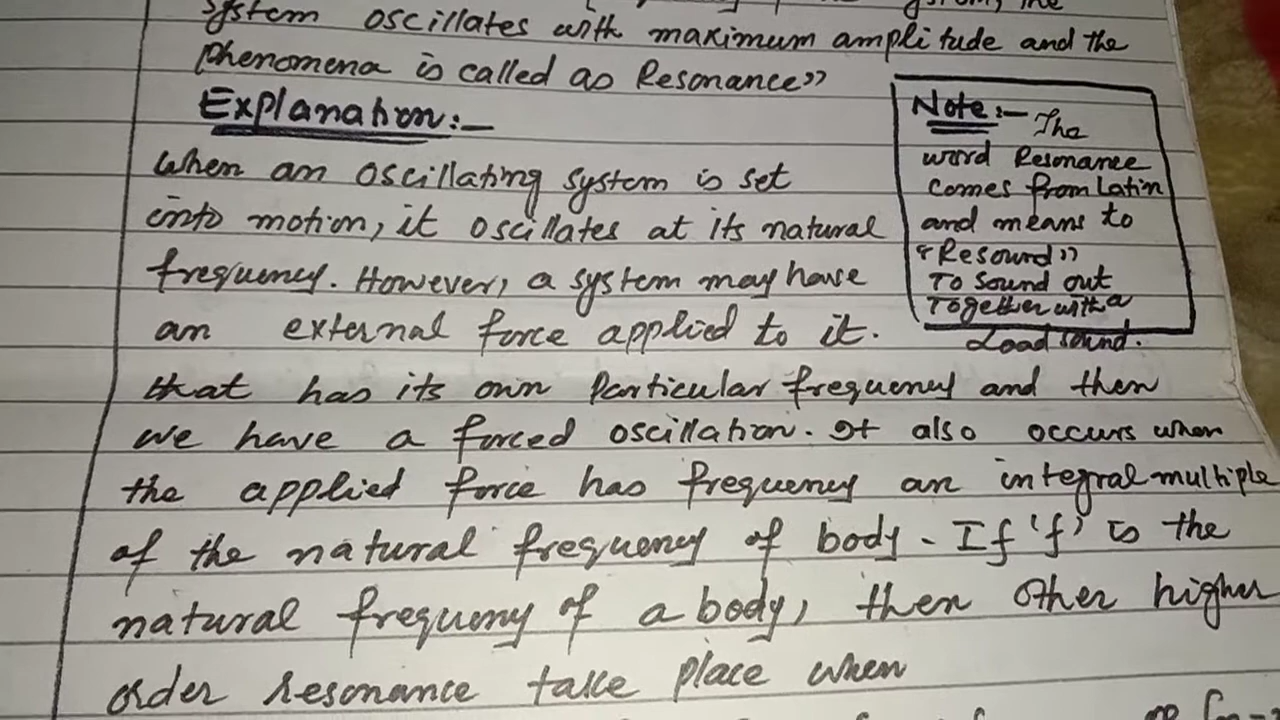 system oscillates with maximum amplitude and the
phenomena is called as Resonance”
Explanation:-
when an oscillating system is set
into motion, it oscillates at its natural
frequency. However, a system may have
an external force applied to it.
that has its own particular frequency and then
we have a forced oscillation. It also occurs when
the applied force has frequency an integral multiple
of the natural frequency of body. If 'f' is the
natural frequency of a body, then other higher
order resonance take place when
Note:- The
word Resonance
comes from Latin
and means to
“Resound”
To Sound out
Together with a
Load sound.